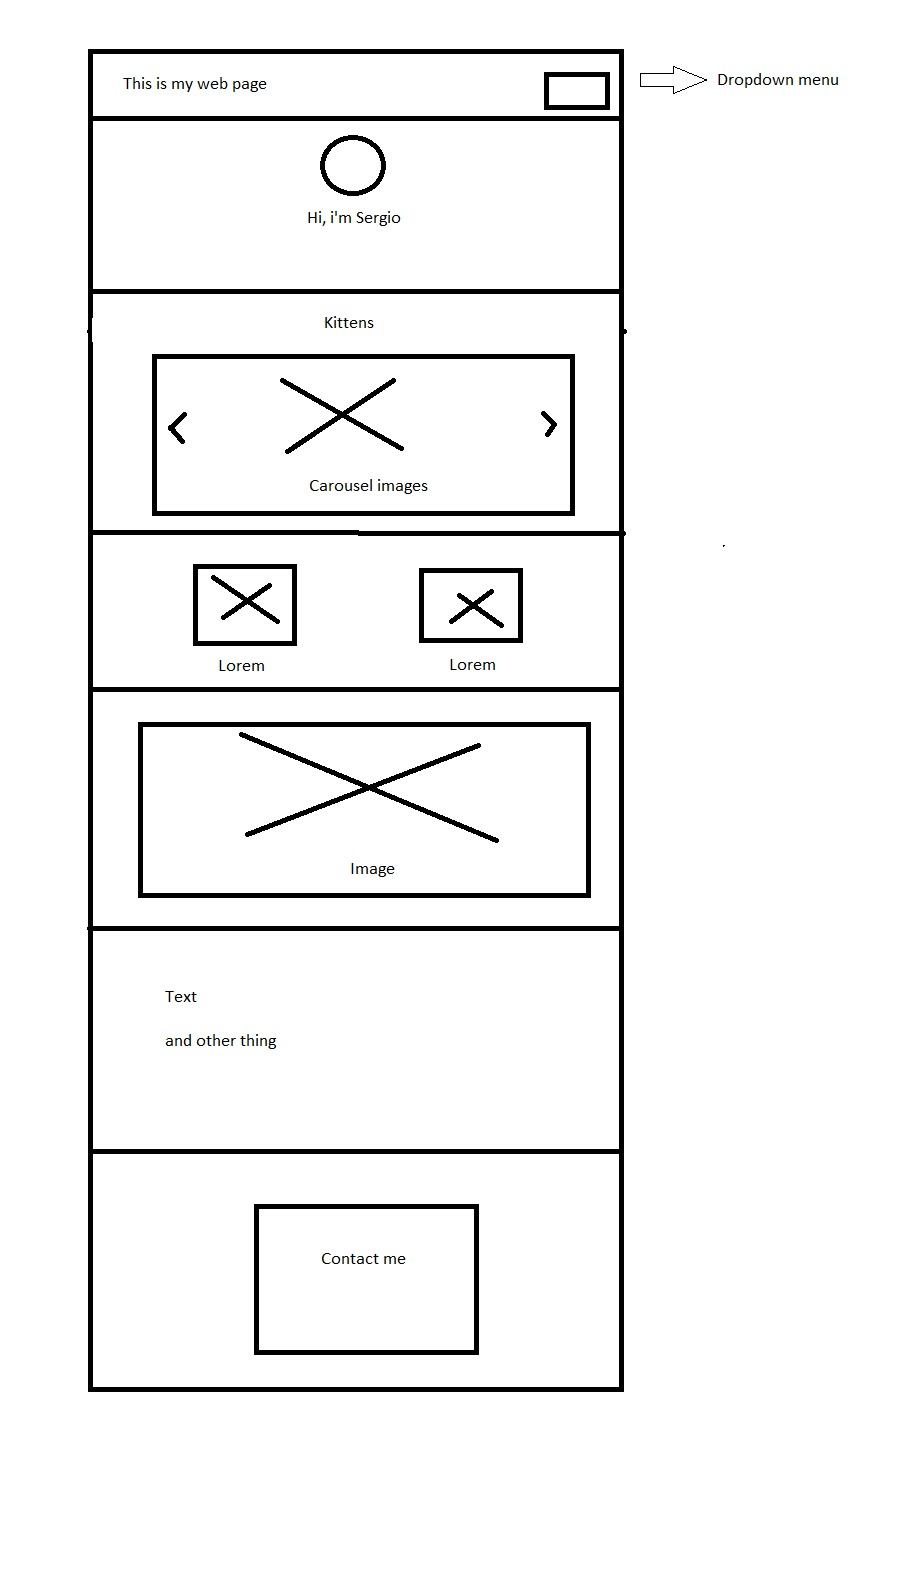 This is my web page
Dropdown menu
Hi, i'm Sergio
Kittens
Carousel images
Lorem
Lorem
Image
Text
and other thing
Contact me